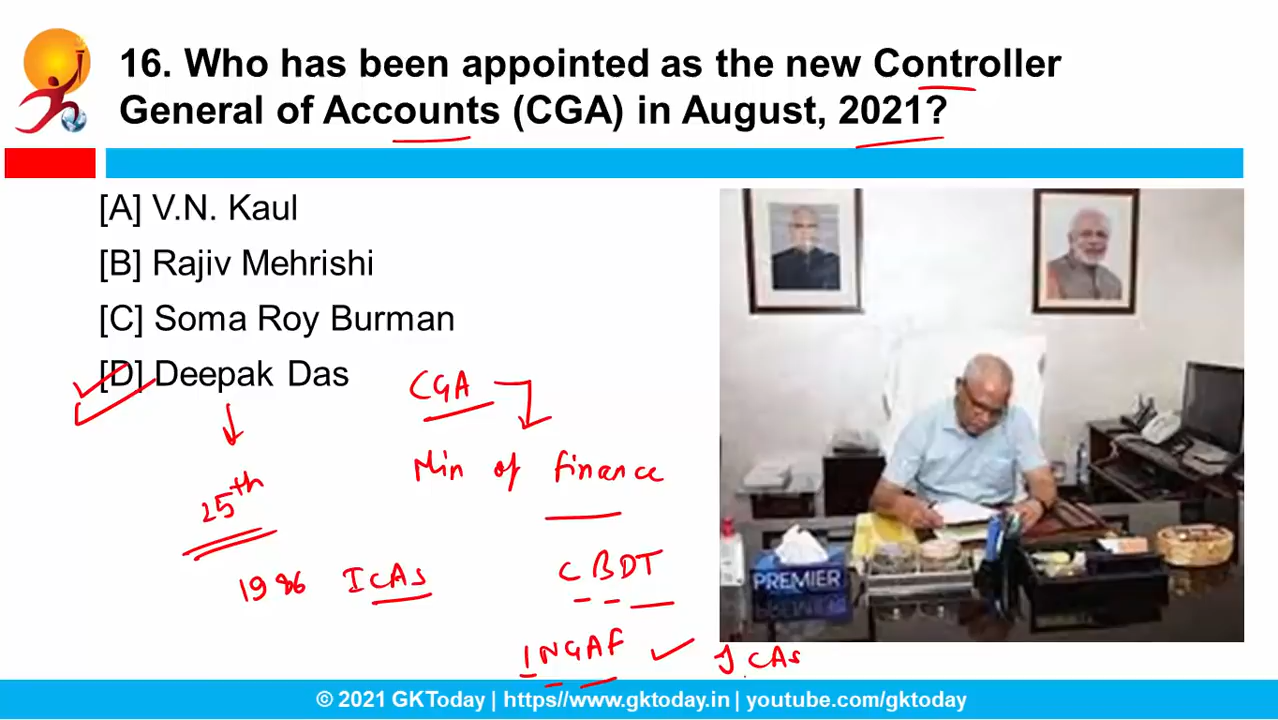 16. Who has been appointed as the new Controller
General of Accounts (CGA) in August, 2021?
[A] V.N. Kaul
[B] Rajiv Mehrishi
[C] Soma Roy Burman
[D] Deepak Das
CGA
Min of finance
25th
1986 ICAS
CBDT
INGAF
ICAS
PREMIER
© 2021 GKToday | https//www.gktoday.in | youtube.com/gktoday